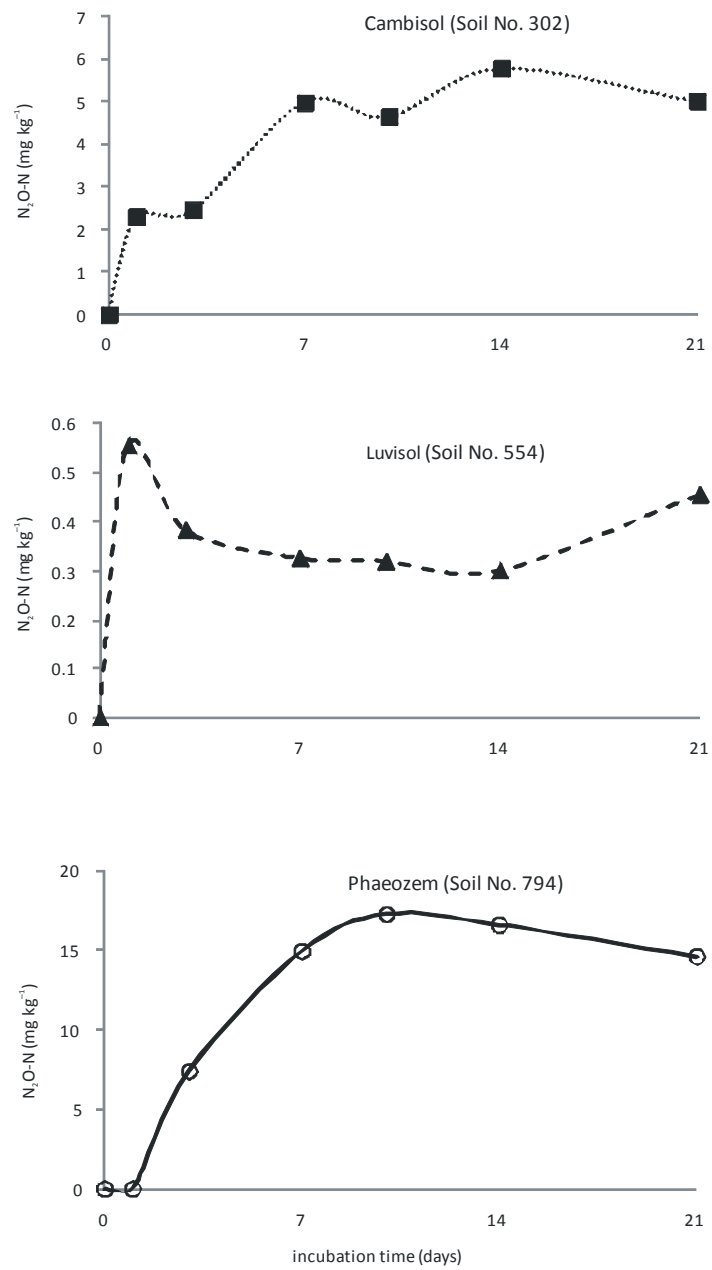 Cambisol (Soil No. 302)
N₂O-N (mg kg⁻¹)
7
6
5
4
3
2
1
0
0 7 14 21
Luvisol (Soil No. 554)
N₂O-N (mg kg⁻¹)
0.6
0.5
0.4
0.3
0.2
0.1
0
0 7 14 21
Phaeozem (Soil No. 794)
N₂O-N (mg kg⁻¹)
20
15
10
5
0
0 7 14 21
incubation time (days)